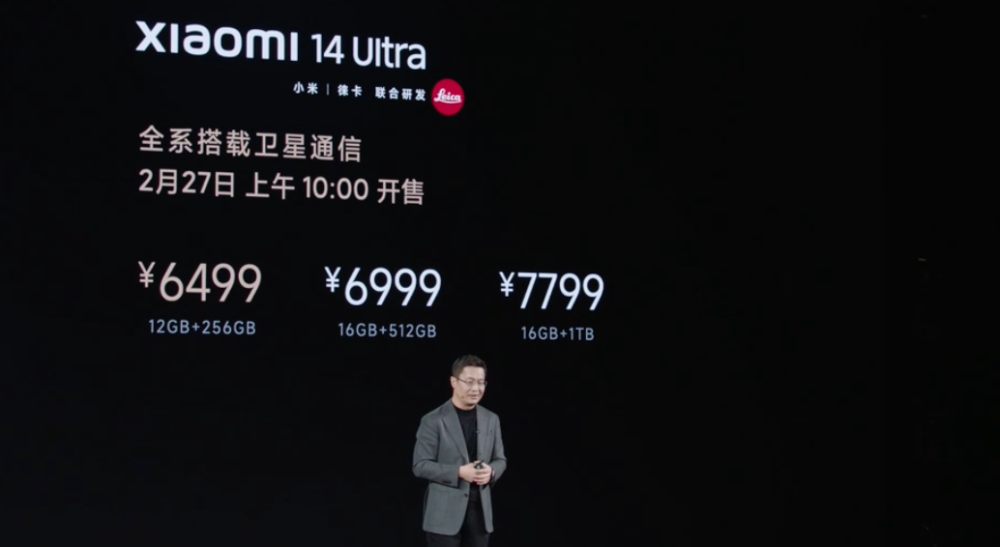 xiaomi 14 Ultra
小米 | 徕卡 联合研发 Leica
全系搭载卫星通信
2月27日 上午 10:00 开售
¥6499 ¥6999 ¥7799
12GB+256GB 16GB+512GB 16GB+1TB